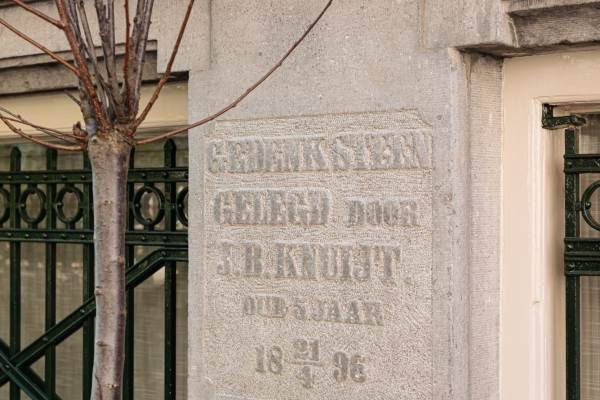 GEDENKSTEEN
GELEGD DOOR
J.B. KNUIJT.
OUD 5 JAAR
18 21/4 96